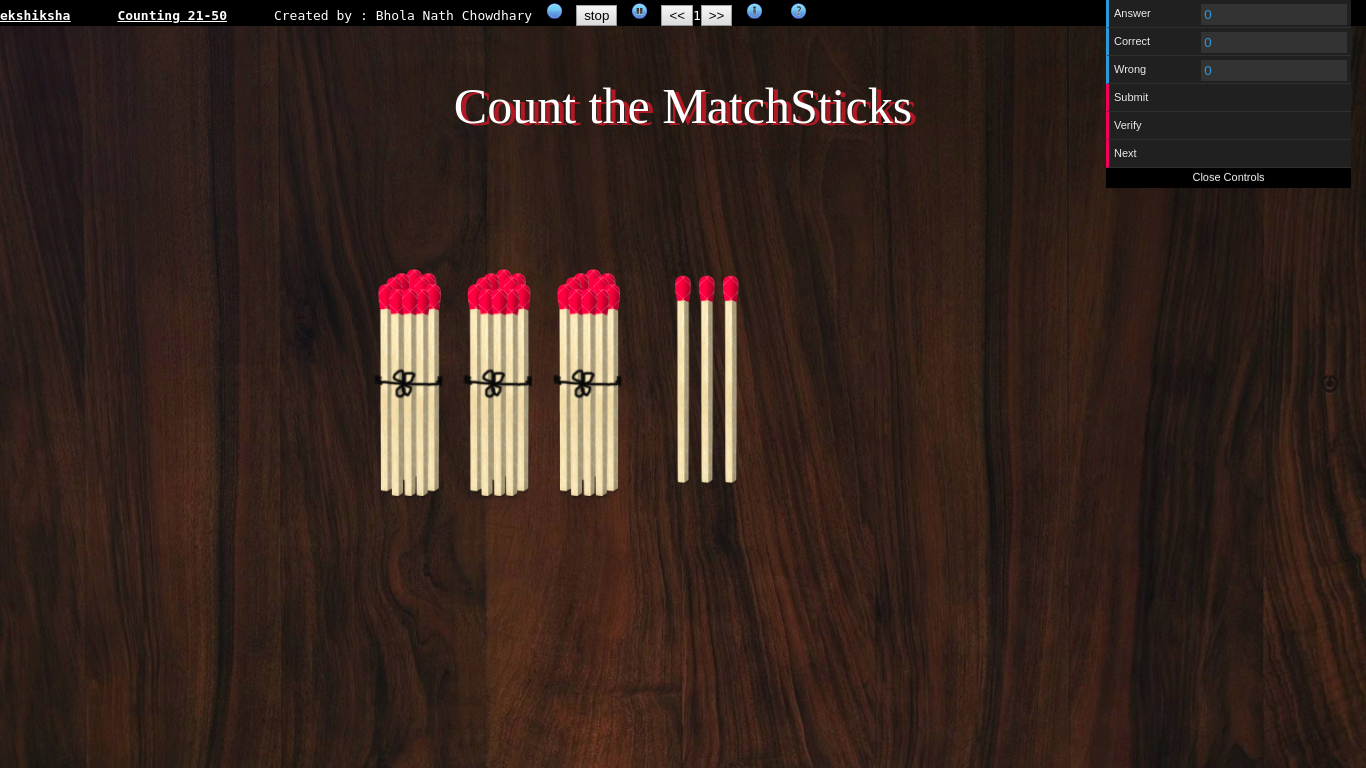 ekshiksha Counting 21-50 Created by : Bhola Nath Chowdhary stop << 1 >>
Answer 0
Correct 0
Wrong 0
Submit
Verify
Next
Close Controls
Count the MatchSticks